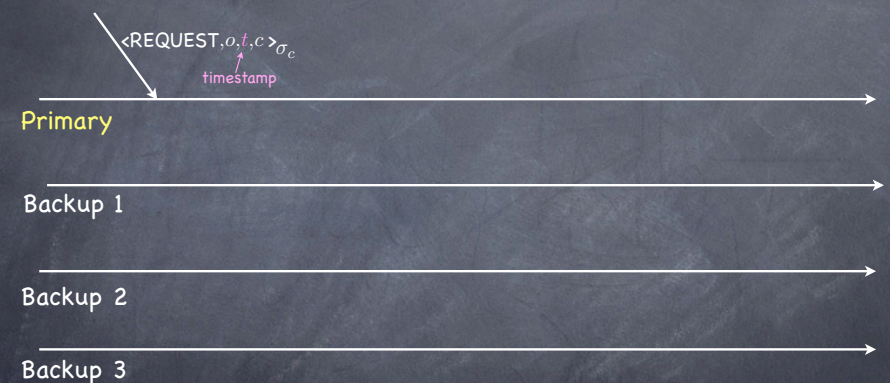 <REQUEST,o,t,c>σc
timestamp
Primary
Backup 1
Backup 2
Backup 3